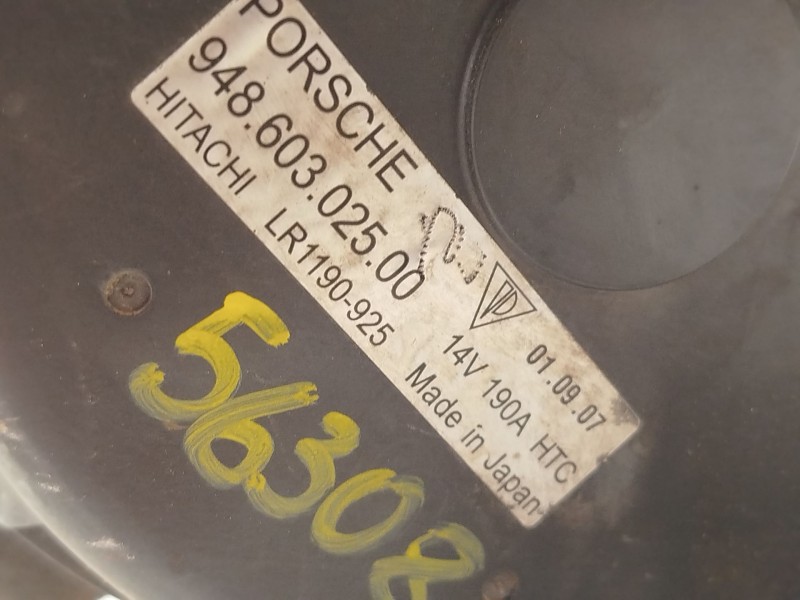 PORSCHE
948.603.025.00
HITACHI LR1190-925
01.09.07
14V 190A HTC
Made in Japan
56308